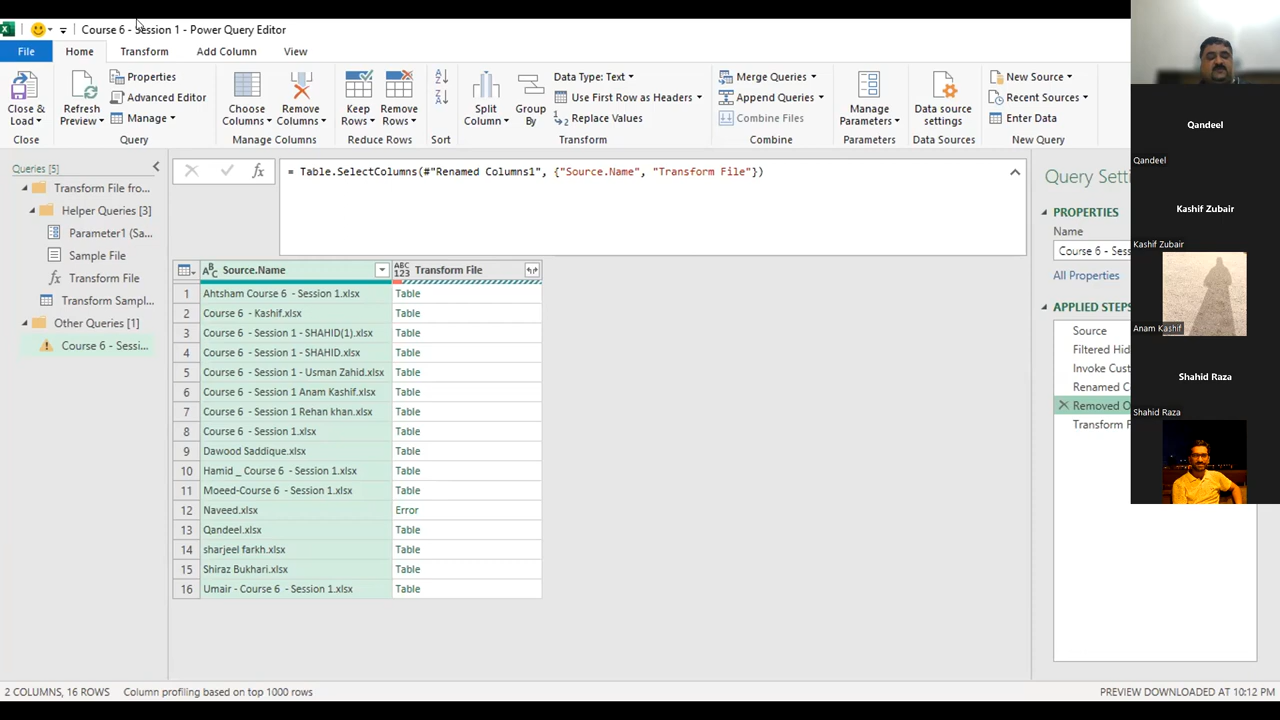 Course 6 - Session 1 - Power Query Editor
File
Home
Transform
Add Column
View
Close &
Load
Close
Refresh
Preview
Properties
Advanced Editor
Manage
Query
Choose
Columns
Remove
Columns
Manage Columns
Keep
Rows
Remove
Rows
Reduce Rows
Sort
Split
Column
Group
By
Data Type: Text
Use First Row as Headers
Replace Values
Transform
Merge Queries
Append Queries
Combine Files
Combine
Manage
Parameters
Parameters
Data source
settings
Data Sources
New Source
Recent Sources
Enter Data
New Query
Queries [5]
Transform File fro...
Helper Queries [3]
Parameter1 (Sa...
Sample File
fx Transform File
Transform Sampl...
Other Queries [1]
Course 6 - Sessi...
fx
= Table.SelectColumns(#"Renamed Columns1", {"Source.Name", "Transform File"})
ABC Source.Name
ABC 123 Transform File
1 Ahtsham Course 6 - Session 1.xlsx Table
2 Course 6 - Kashif.xlsx Table
3 Course 6 - Session 1 - SHAHID(1).xlsx Table
4 Course 6 - Session 1 - SHAHID.xlsx Table
5 Course 6 - Session 1 - Usman Zahid.xlsx Table
6 Course 6 - Session 1 Anam Kashif.xlsx Table
7 Course 6 - Session 1 Rehan khan.xlsx Table
8 Course 6 - Session 1.xlsx Table
9 Dawood Saddique.xlsx Table
10 Hamid _ Course 6 - Session 1.xlsx Table
11 Moeed-Course 6 - Session 1.xlsx Table
12 Naveed.xlsx Error
13 Qandeel.xlsx Table
14 sharjeel farkh.xlsx Table
15 Shiraz Bukhari.xlsx Table
16 Umair - Course 6 - Session 1.xlsx Table
Query Setti
PROPERTIES
Name
Course 6 - Sess
All Properties
APPLIED STEPS
Source
Filtered Hid
Invoke Cust
Renamed C
Removed O
Transform F
Qandeel
Qandeel
Kashif Zubair
Kashif Zubair
Anam Kashif
Shahid Raza
Shahid Raza
2 COLUMNS, 16 ROWS
Column profiling based on top 1000 rows
PREVIEW DOWNLOADED AT 10:12 PM